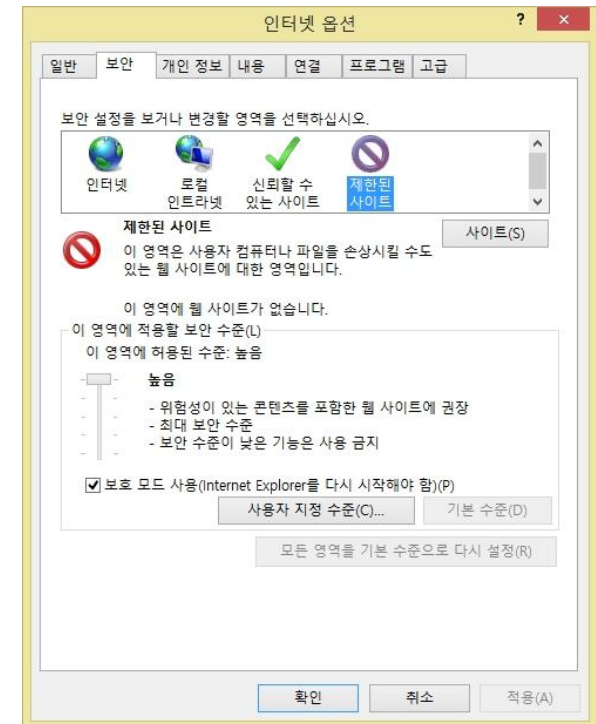 인터넷 옵션
?
×
일반 보안 개인 정보 내용 연결 프로그램 고급
보안 설정을 보거나 변경할 영역을 선택하십시오.
인터넷 로컬 인트라넷 신뢰할 수 있는 사이트 제한된 사이트
제한된 사이트
사이트(S)
이 영역은 사용자 컴퓨터나 파일을 손상시킬 수도
있는 웹 사이트에 대한 영역입니다.
이 영역에 웹 사이트가 없습니다.
이 영역에 적용할 보안 수준(L)
이 영역에 허용된 수준: 높음
높음
- 위험성이 있는 콘텐츠를 포함한 웹 사이트에 권장
- 최대 보안 수준
- 보안 수준이 낮은 기능은 사용 금지
보호 모드 사용(Internet Explorer를 다시 시작해야 함)(P)
사용자 지정 수준(C)... 기본 수준(D)
모든 영역을 기본 수준으로 다시 설정(R)
확인 취소 적용(A)